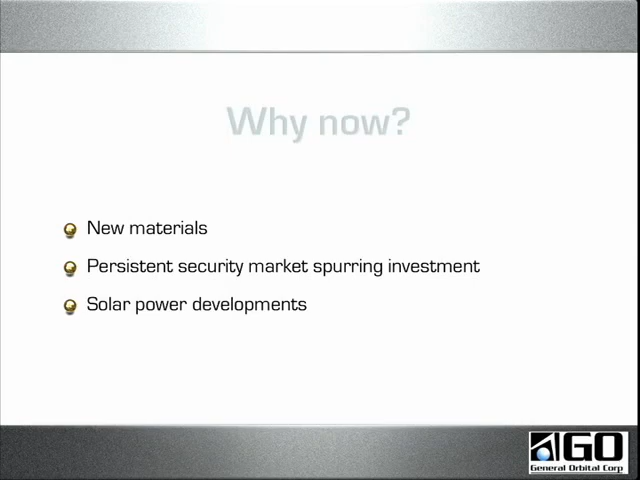 Why now?
New materials
Persistent security market spurring investment
Solar power developments
GO
General Orbital Corp